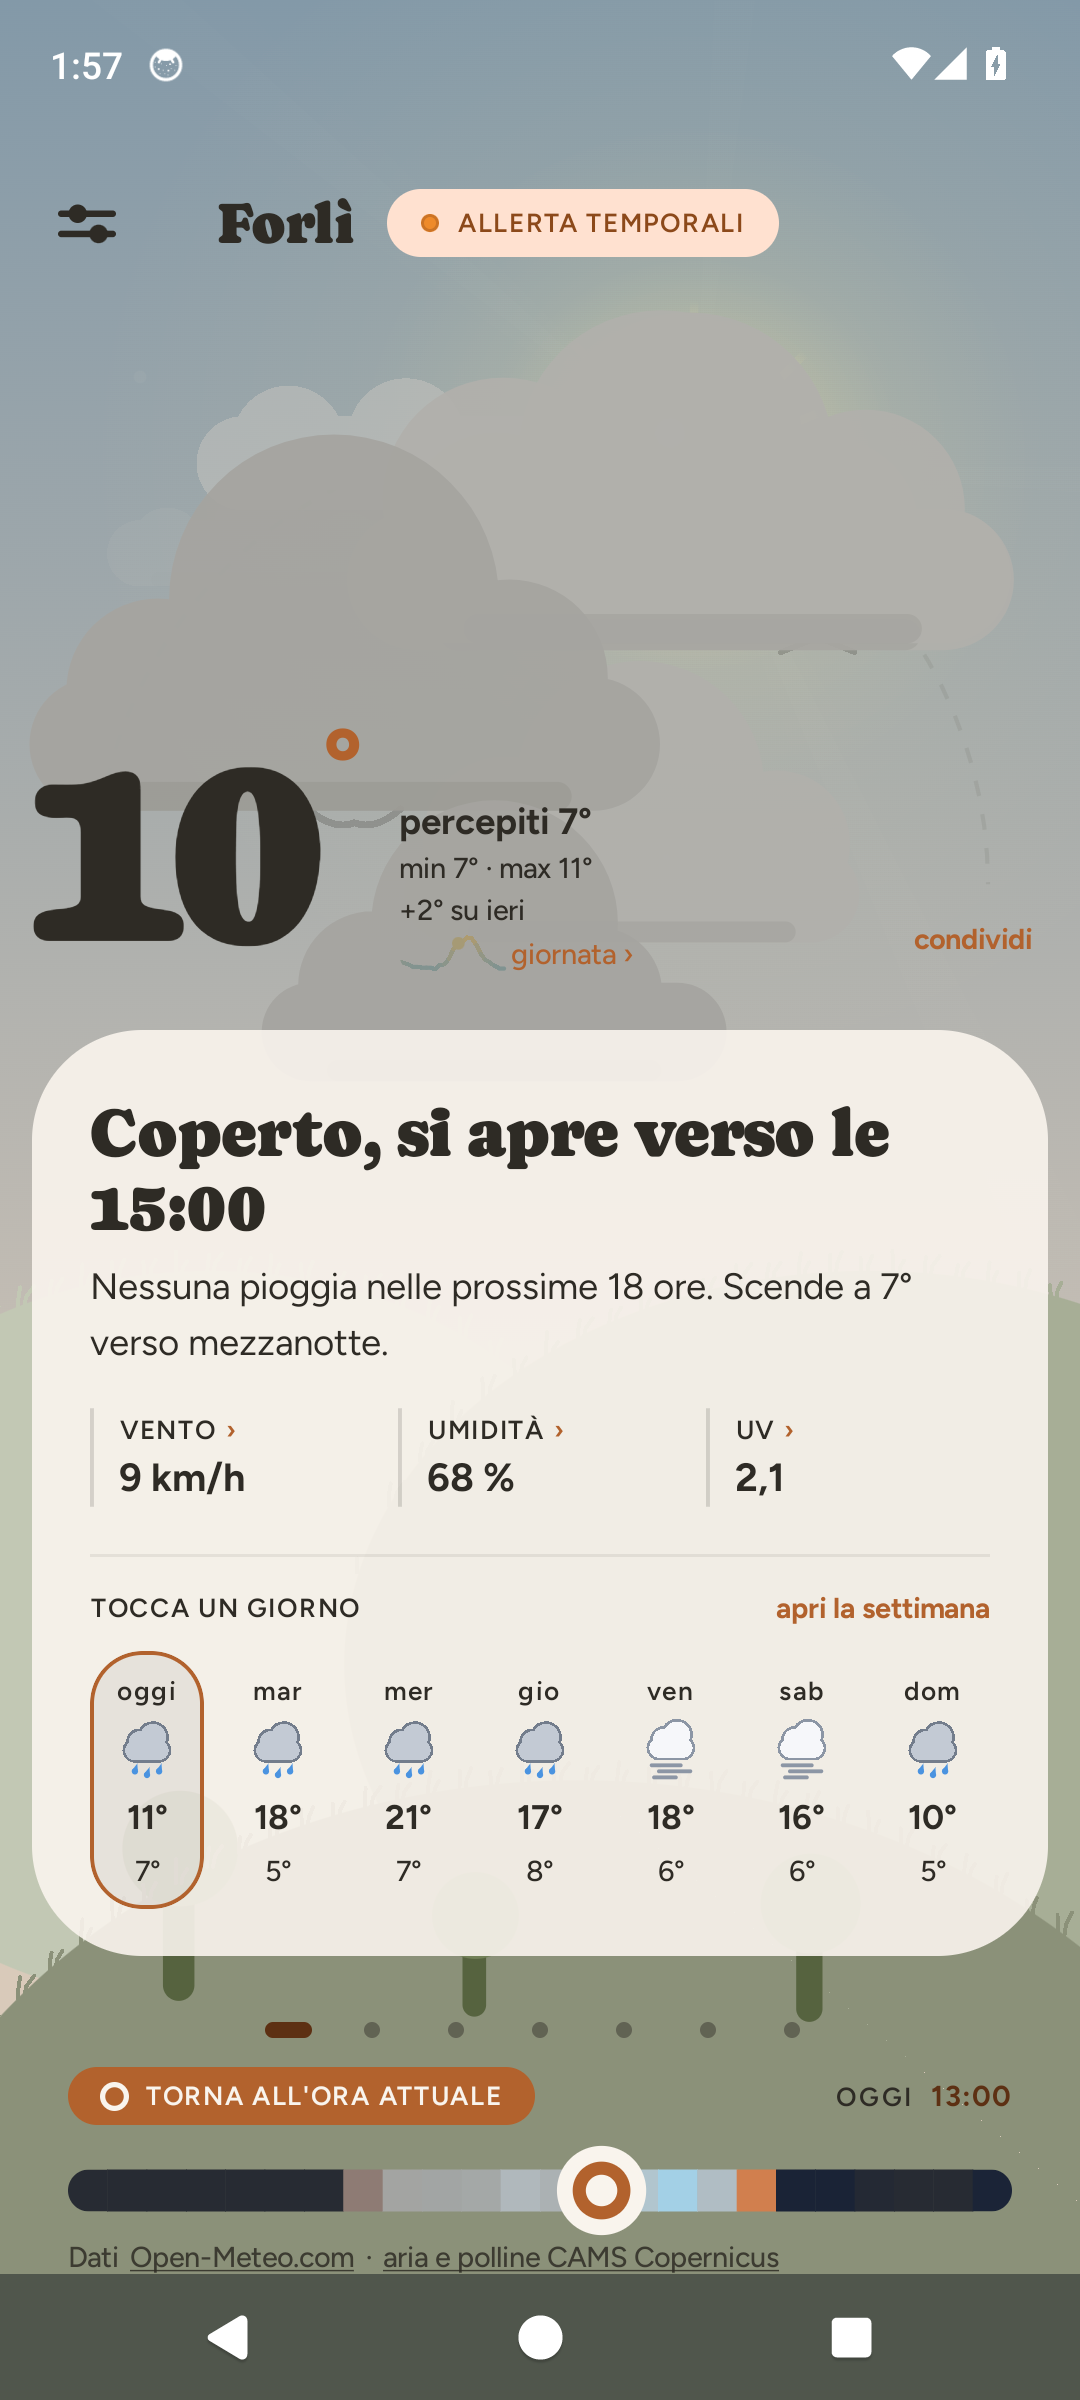 1:57
Forlì
ALLERTA TEMPORALI
10
percepiti 7°
min 7° · max 11°
+2° su ieri
giornata ›
condividi
Coperto, si apre verso le
15:00
Nessuna pioggia nelle prossime 18 ore. Scende a 7°
verso mezzanotte.
VENTO › UMIDITÀ › UV ›
9 km/h 68 % 2,1
TOCCA UN GIORNO apri la settimana
oggi mar mer gio ven sab dom
11° 18° 21° 17° 18° 16° 10°
7° 5° 7° 8° 6° 6° 5°
TORNA ALL'ORA ATTUALE OGGI 13:00
Dati Open-Meteo.com · aria e polline CAMS Copernicus